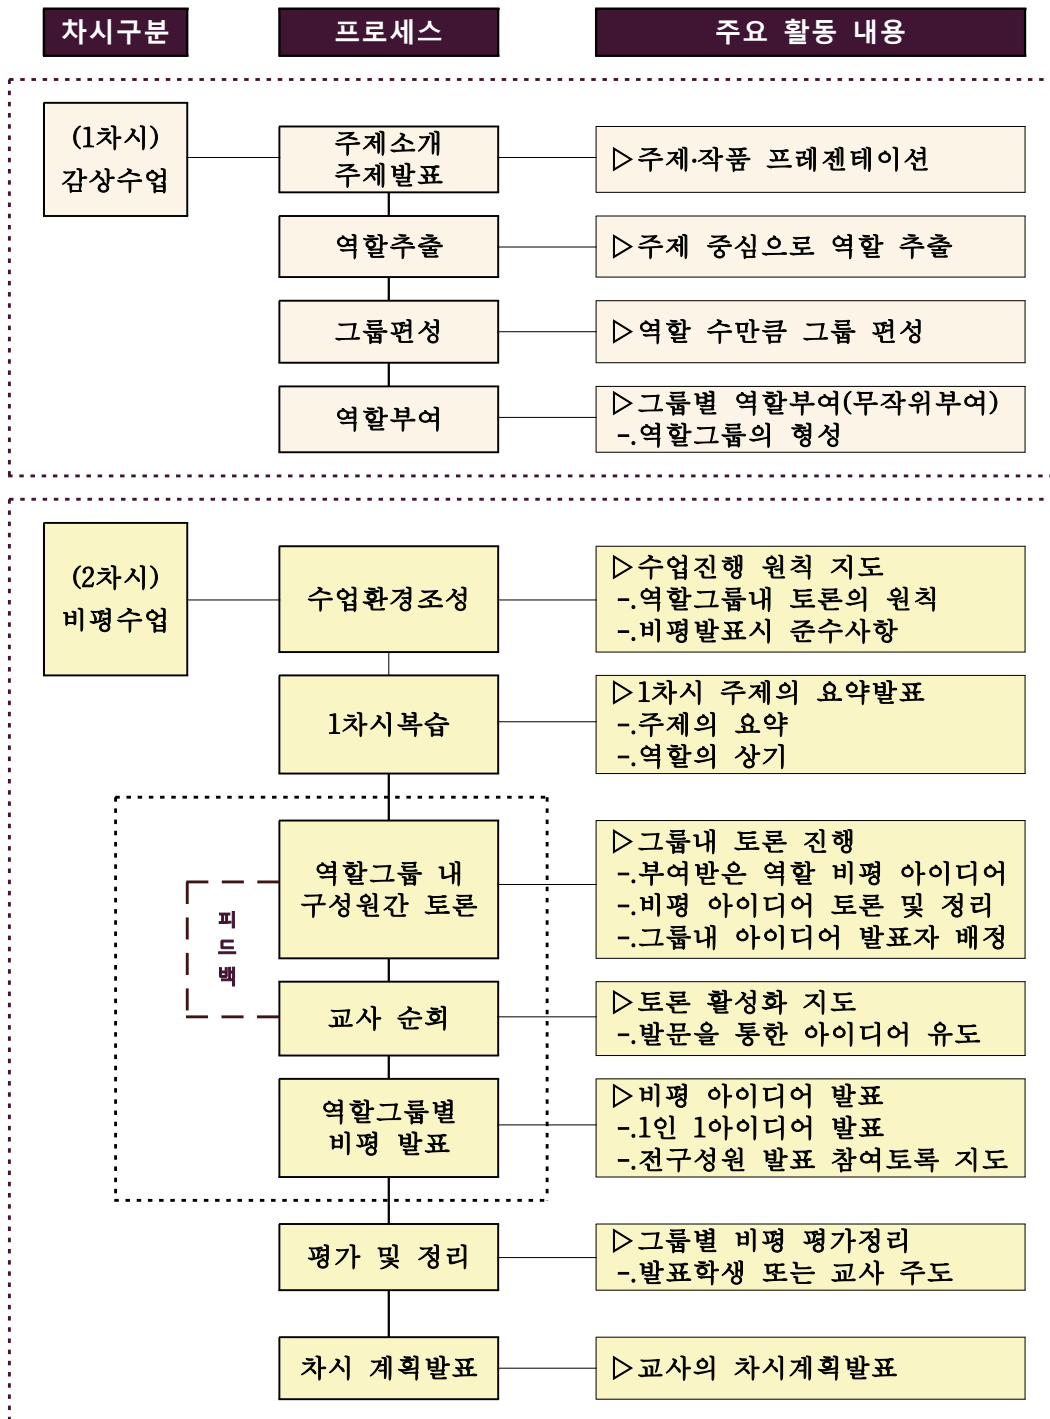 차시구분
프로세스
주요 활동 내용
(1차시)
감상수업
주제소개
주제발표
▷주제·작품 프레젠테이션
역할추출
▷주제 중심으로 역할 추출
그룹편성
▷역할 수만큼 그룹 편성
역할부여
▷그룹별 역할부여(무작위부여)
-.역할그룹의 형성
(2차시)
비평수업
수업환경조성
▷수업진행 원칙 지도
-.역할그룹내 토론의 원칙
-.비평발표시 준수사항
1차시복습
▷1차시 주제의 요약발표
-.주제의 요약
-.역할의 상기
피
드
백
역할그룹 내
구성원간 토론
▷그룹내 토론 진행
-.부여받은 역할 비평 아이디어
-.비평 아이디어 토론 및 정리
-.그룹내 아이디어 발표자 배정
교사 순회
▷토론 활성화 지도
-.발문을 통한 아이디어 유도
역할그룹별
비평 발표
▷비평 아이디어 발표
-.1인 1아이디어 발표
-.전구성원 발표 참여토록 지도
평가 및 정리
▷그룹별 비평 평가정리
-.발표학생 또는 교사 주도
차시 계획발표
▷교사의 차시계획발표